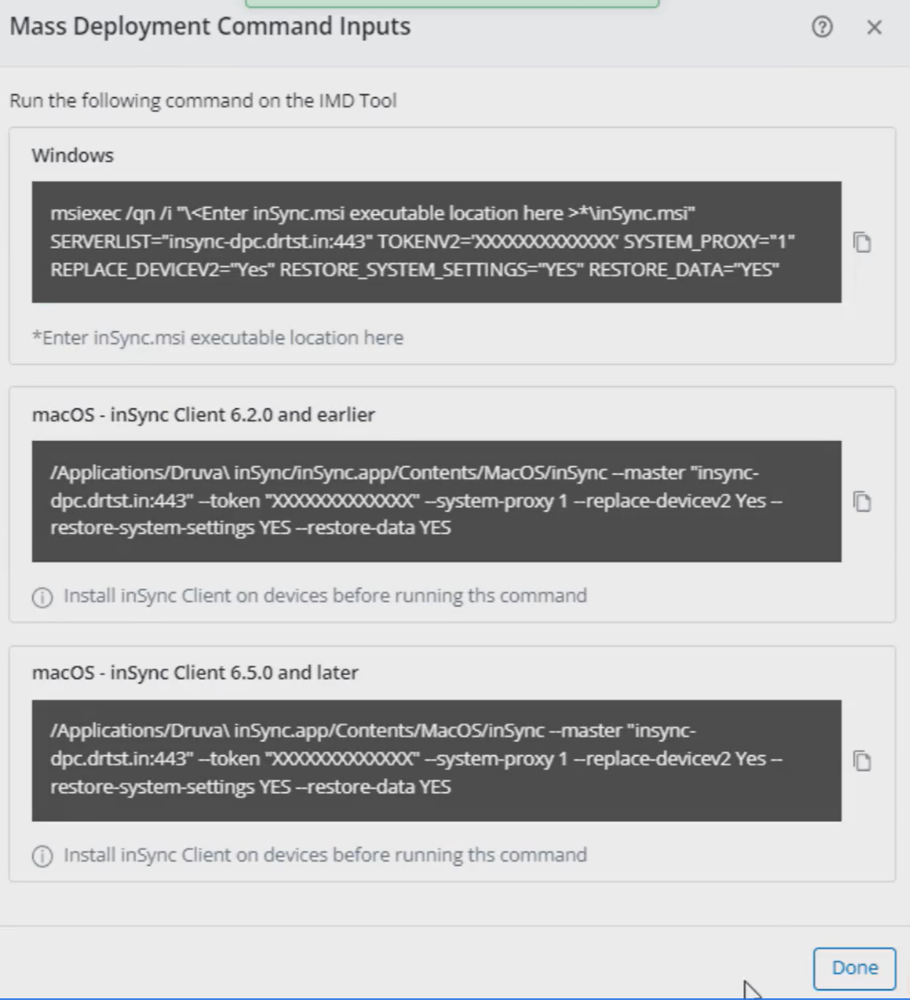 Mass Deployment Command Inputs
Run the following command on the IMD Tool
Windows
msiexec /qn /i "\<Enter inSync.msi executable location here >*\inSync.msi"
SERVERLIST="insync-dpc.drtst.in:443" TOKENV2='XXXXXXXXXXXXX' SYSTEM_PROXY="1"
REPLACE_DEVICEV2="Yes" RESTORE_SYSTEM_SETTINGS="YES" RESTORE_DATA="YES"
*Enter inSync.msi executable location here
macOS - inSync Client 6.2.0 and earlier
/Applications/Druva\ inSync/inSync.app/Contents/MacOS/inSync --master "insync-
dpc.drtst.in:443" --token "XXXXXXXXXXXXX" --system-proxy 1 --replace-devicev2 Yes --
restore-system-settings YES --restore-data YES
Install inSync Client on devices before running ths command
macOS - inSync Client 6.5.0 and later
/Applications/Druva\ inSync.app/Contents/MacOS/inSync --master "insync-
dpc.drtst.in:443" --token "XXXXXXXXXXXXX" --system-proxy 1 --replace-devicev2 Yes --
restore-system-settings YES --restore-data YES
Install inSync Client on devices before running ths command
Done